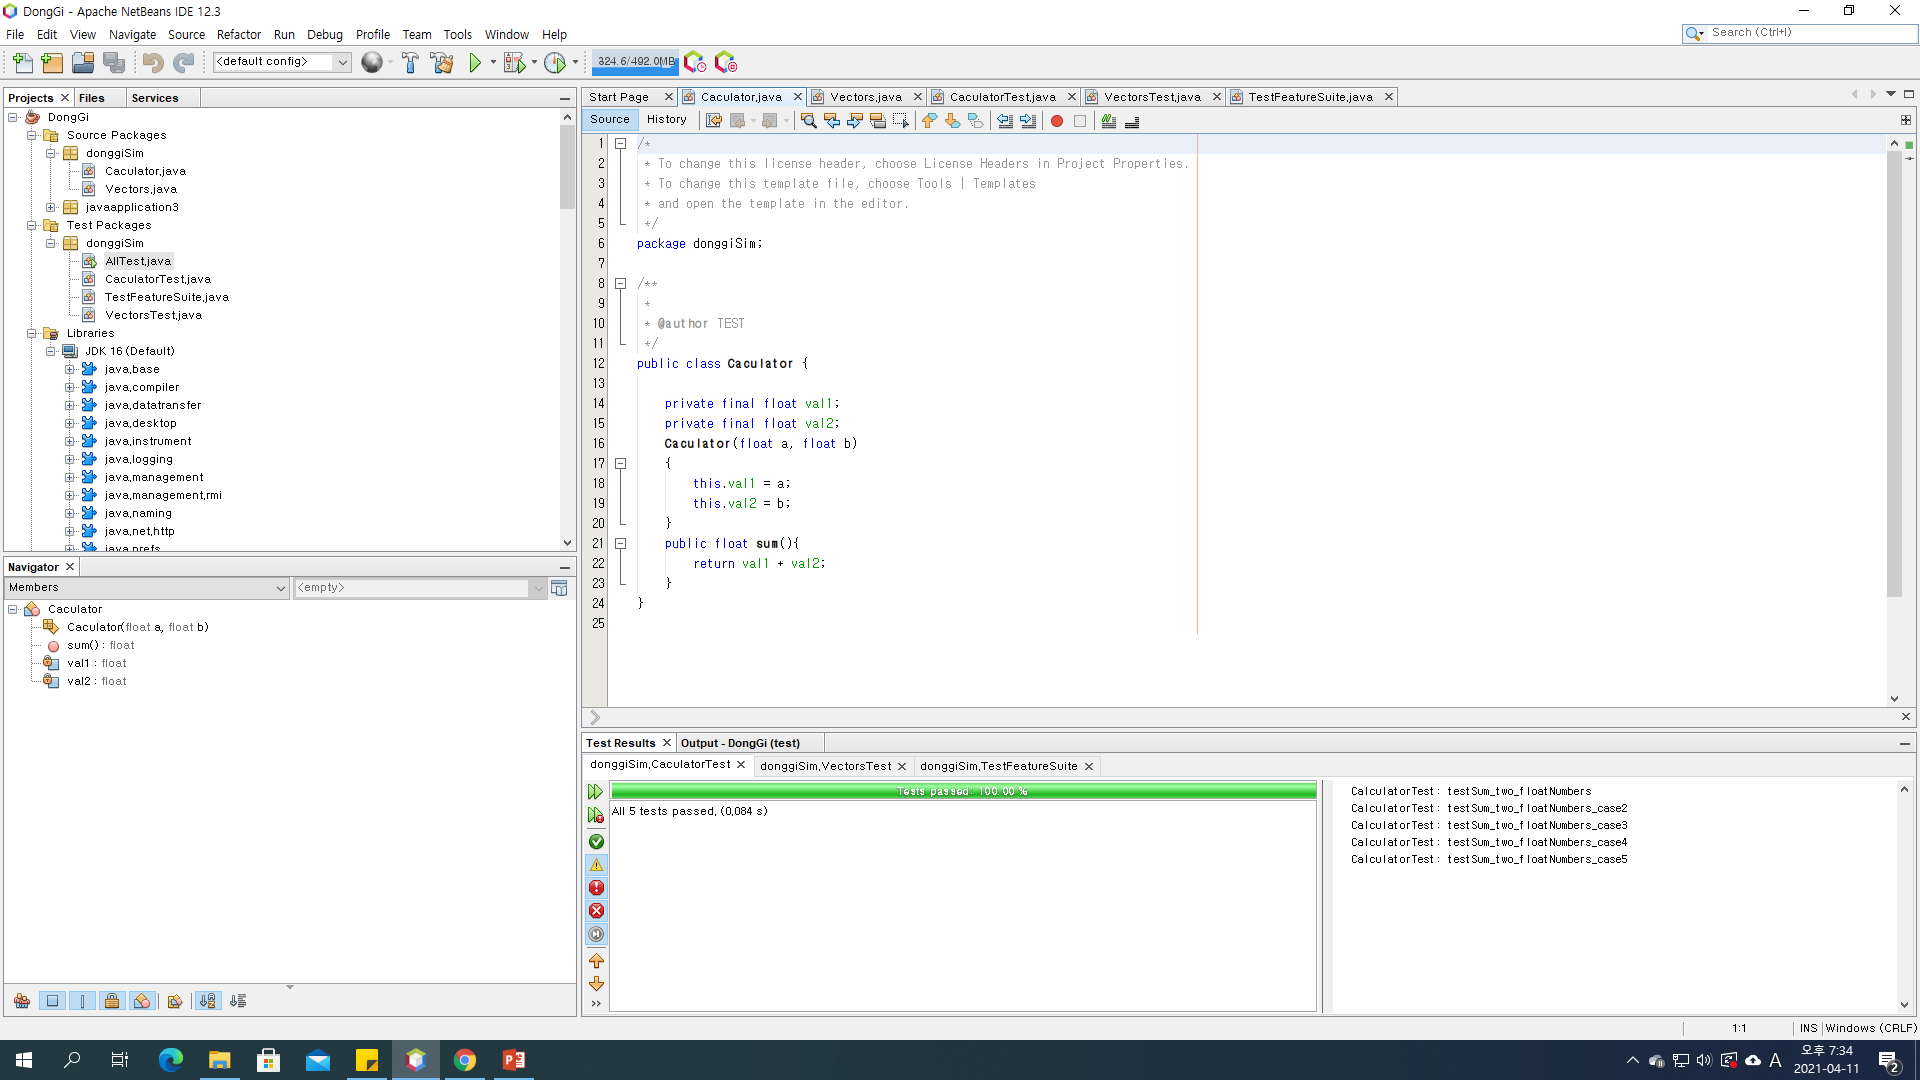 DongGi - Apache NetBeans IDE 12.3
File Edit View Navigate Source Refactor Run Debug Profile Team Tools Window Help
Search (Ctrl+I)
<default config>
324.6/492.0MB
Projects Files Services
DongGi
Source Packages
donggiSim
Caculator.java
Vectors.java
javaapplication3
Test Packages
donggiSim
AllTest.java
CaculatorTest.java
TestFeatureSuite.java
VectorsTest.java
Libraries
JDK 16 (Default)
java.base
java.compiler
java.datatransfer
java.desktop
java.instrument
java.logging
java.management
java.management.rmi
java.naming
java.net.http
java.prefs
Navigator
Members
<empty>
Caculator
Caculator(float a, float b)
sum() : float
val1 : float
val2 : float
Start Page Caculator.java Vectors.java CaculatorTest.java VectorsTest.java TestFeatureSuite.java
Source History
1 /*
2 * To change this license header, choose License Headers in Project Properties.
3 * To change this template file, choose Tools | Templates
4 * and open the template in the editor.
5 */
6 package donggiSim;
7
8 /**
9 *
10 * @author TEST
11 */
12 public class Caculator {
13
14 private final float val1;
15 private final float val2;
16 Caculator(float a, float b)
17 {
18 this.val1 = a;
19 this.val2 = b;
20 }
21 public float sum(){
22 return val1 + val2;
23 }
24 }
25
Test Results Output - DongGi (test)
donggiSim.CaculatorTest donggiSim.VectorsTest donggiSim.TestFeatureSuite
Tests passed: 100.00 %
All 5 tests passed. (0.084 s)
CalculatorTest: testSum_two_floatNumbers
CalculatorTest: testSum_two_floatNumbers_case2
CalculatorTest: testSum_two_floatNumbers_case3
CalculatorTest: testSum_two_floatNumbers_case4
CalculatorTest: testSum_two_floatNumbers_case5
1:1 INS Windows (CRLF)
A
오후 7:34
2021-04-11
2